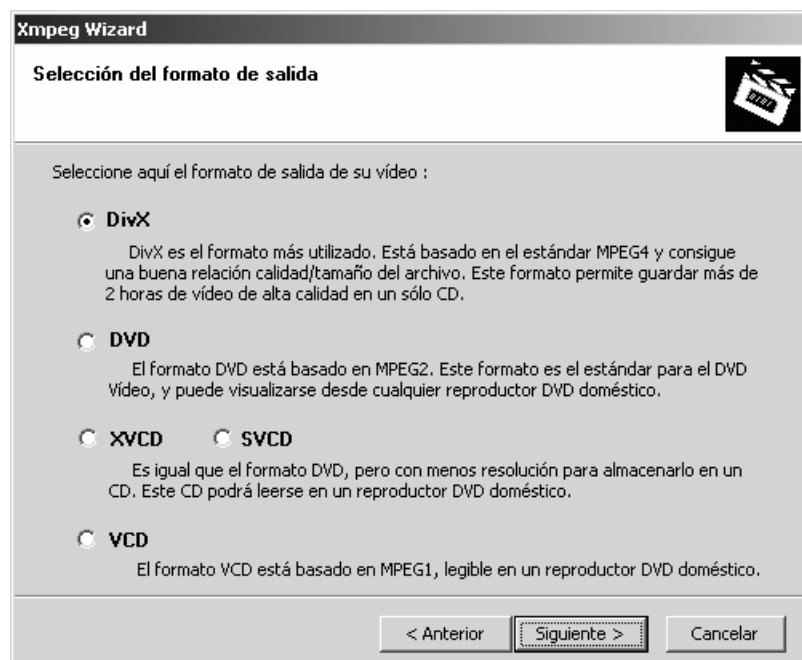 Xmpeg Wizard
Selección del formato de salida
Seleccione aquí el formato de salida de su vídeo :
DivX
DivX es el formato más utilizado. Está basado en el estándar MPEG4 y consigue
una buena relación calidad/tamaño del archivo. Este formato permite guardar más de
2 horas de vídeo de alta calidad en un sólo CD.
DVD
El formato DVD está basado en MPEG2. Este formato es el estándar para el DVD
Vídeo, y puede visualizarse desde cualquier reproductor DVD doméstico.
XVCD SVCD
Es igual que el formato DVD, pero con menos resolución para almacenarlo en un
CD. Este CD podrá leerse en un reproductor DVD doméstico.
VCD
El formato VCD está basado en MPEG1, legible en un reproductor DVD doméstico.
< Anterior Siguiente > Cancelar